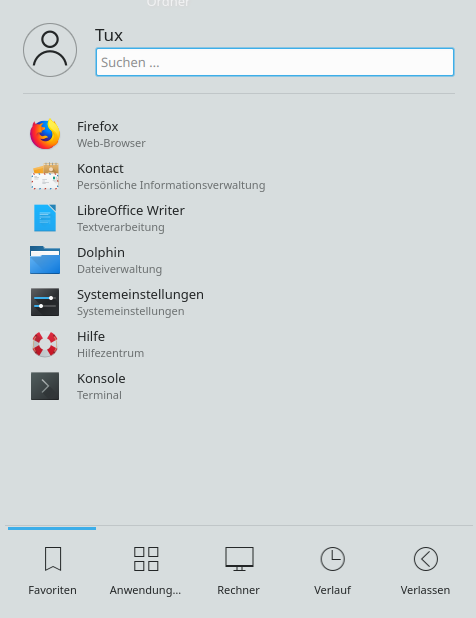 Ordner
Tux
Suchen ...
Firefox
Web-Browser
Kontact
Persönliche Informationsverwaltung
LibreOffice Writer
Textverarbeitung
Dolphin
Dateiverwaltung
Systemeinstellungen
Systemeinstellungen
Hilfe
Hilfezentrum
Konsole
Terminal
Favoriten
Anwendung...
Rechner
Verlauf
Verlassen